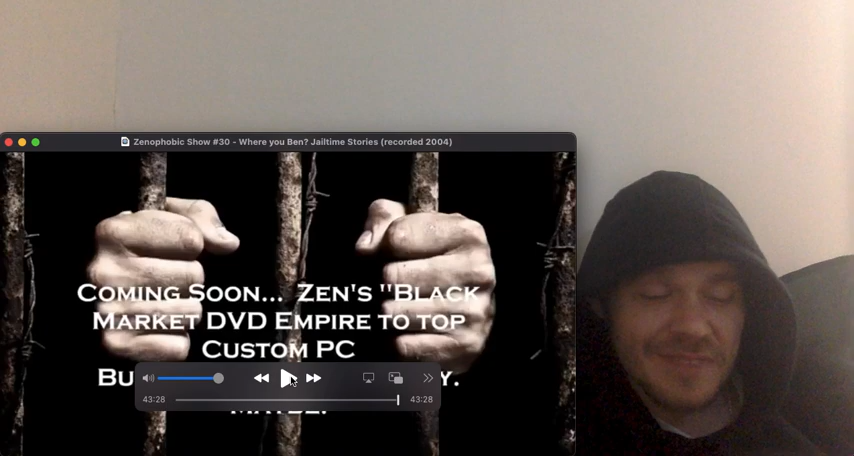 Zenophobic Show #30 - Where you Ben? Jailtime Stories (recorded 2004)
COMING SOON... ZEN'S "BLACK
MARKET DVD EMPIRE TO TOP
CUSTOM PC
43:28 43:28